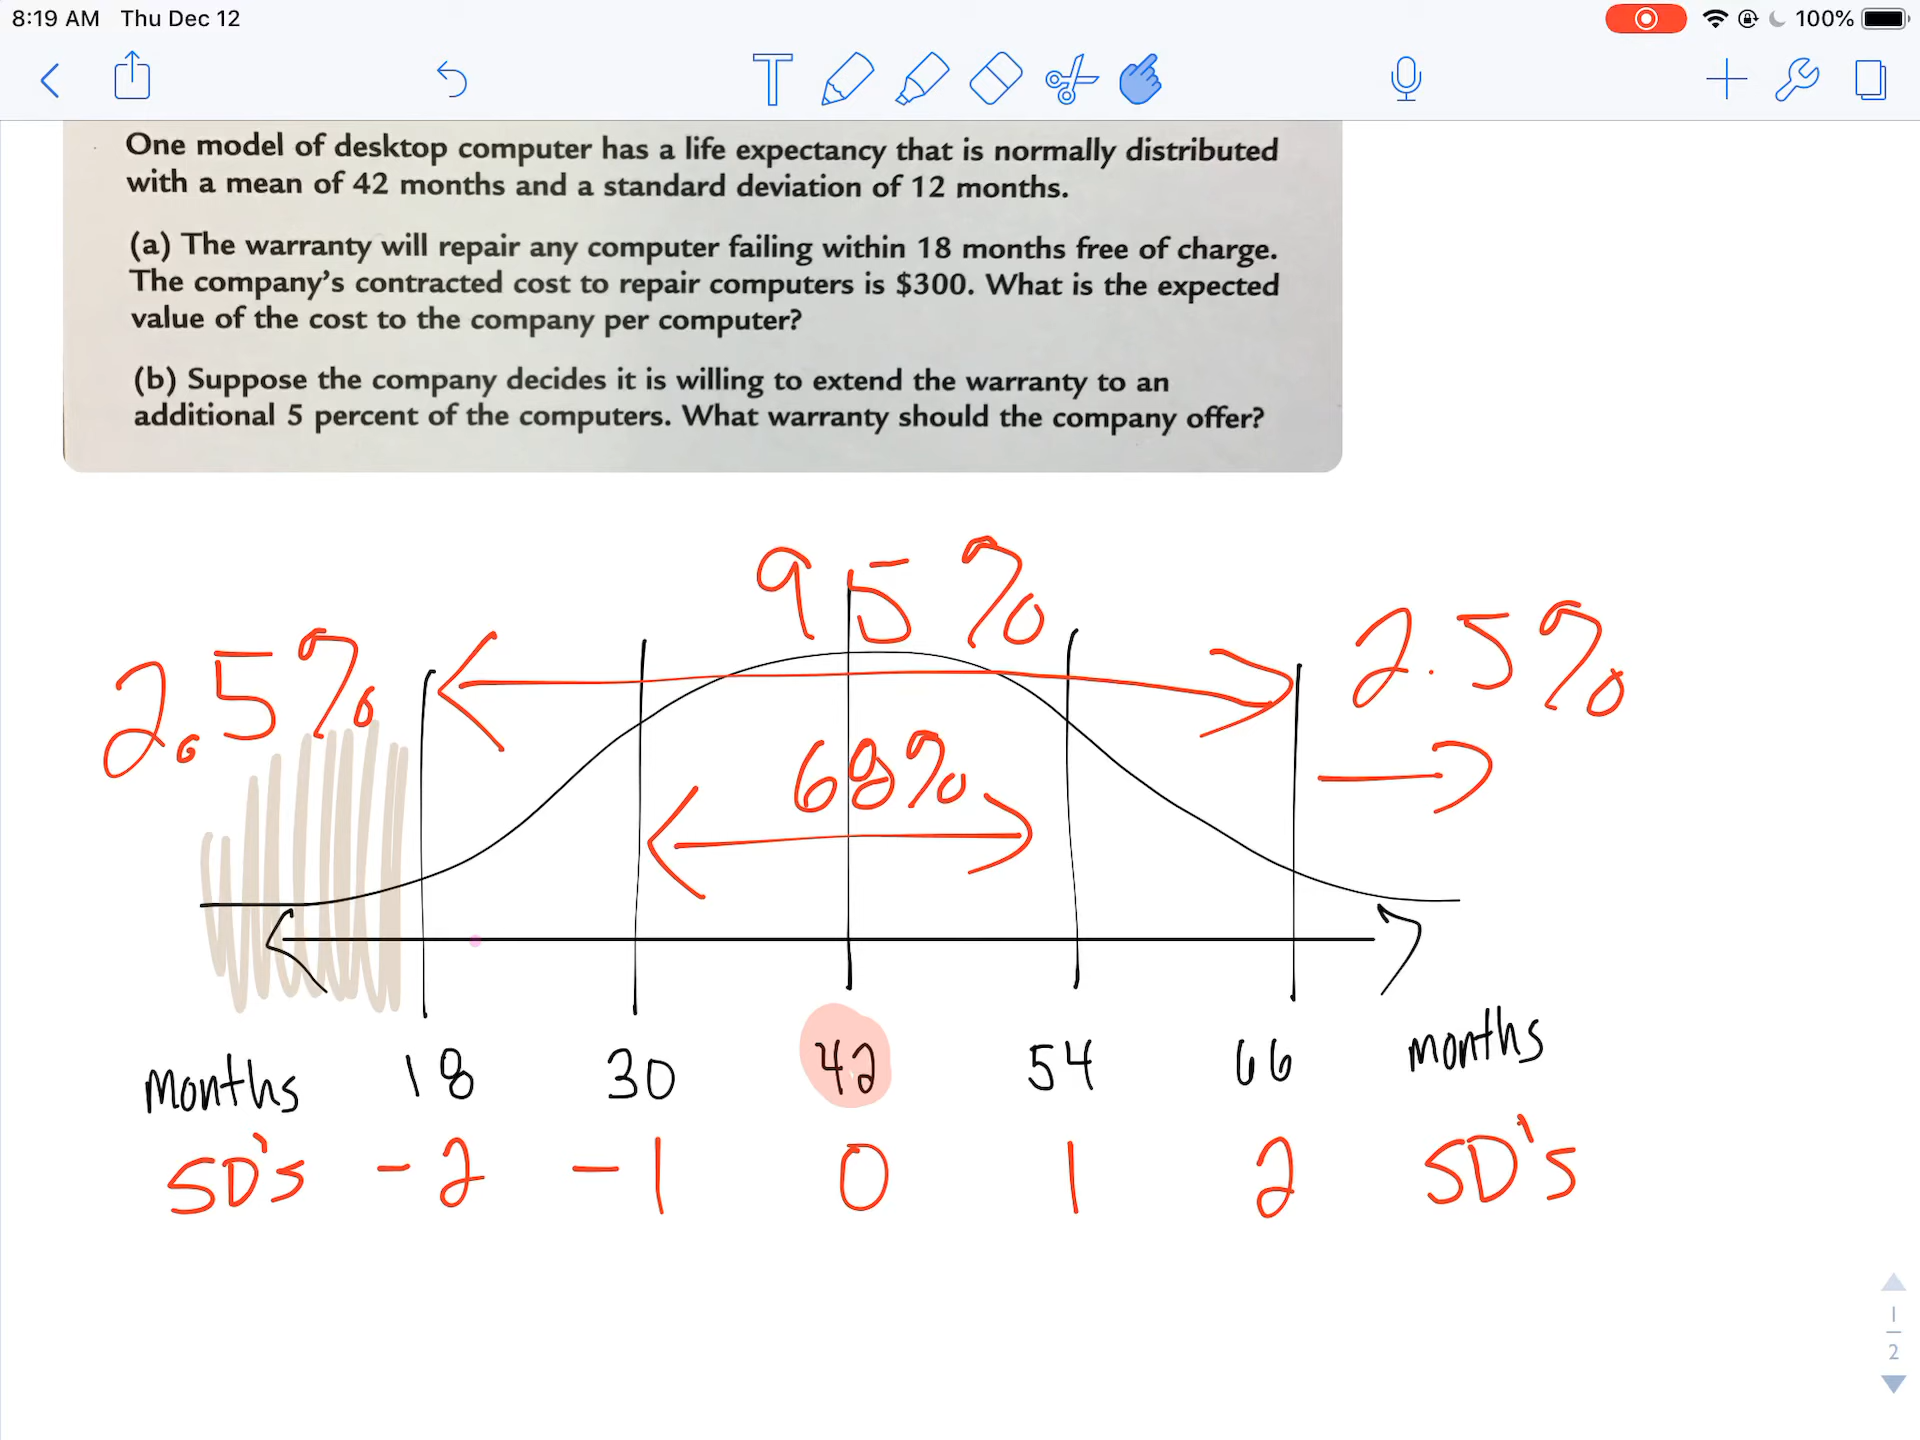 8:19 AM Thu Dec 12
100%
T
One model of desktop computer has a life expectancy that is normally distributed
with a mean of 42 months and a standard deviation of 12 months.
(a) The warranty will repair any computer failing within 18 months free of charge.
The company's contracted cost to repair computers is $300. What is the expected
value of the cost to the company per computer?
(b) Suppose the company decides it is willing to extend the warranty to an
additional 5 percent of the computers. What warranty should the company offer?
95%
2.5%
2.5%
68%
months 18 30 42 54 66 months
SD's -2 -1 0 1 2 SD's
1
2